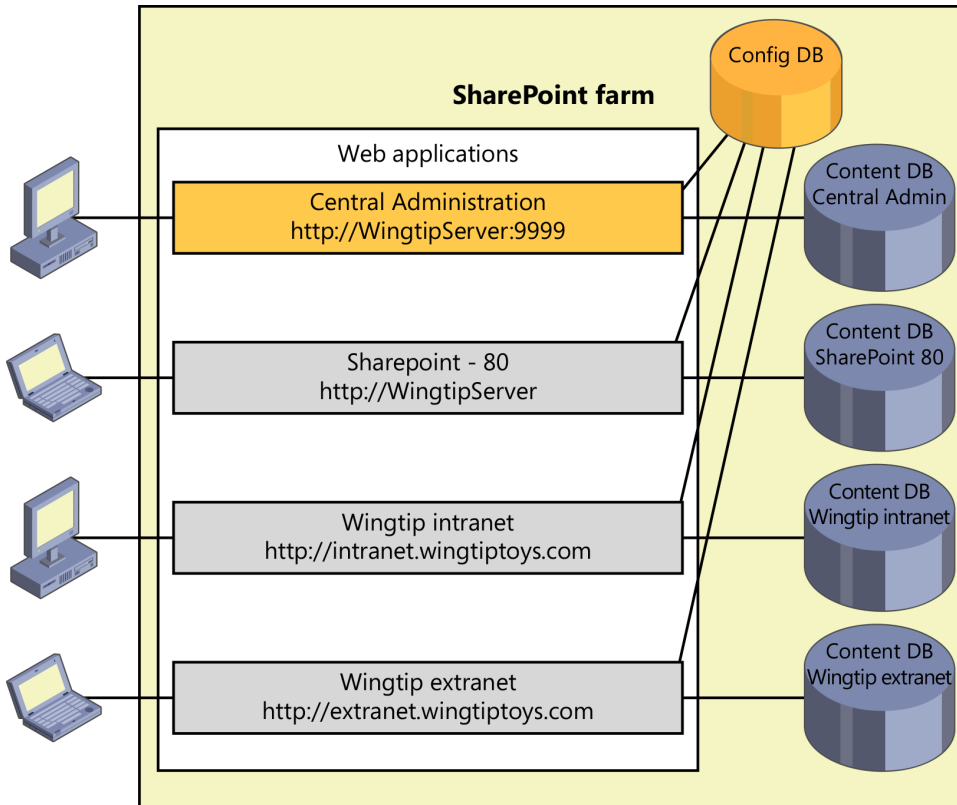 Config DB
SharePoint farm
Web applications
Central Administration
http://WingtipServer:9999
Content DB
Central Admin
Sharepoint - 80
http://WingtipServer
Content DB
SharePoint 80
Wingtip intranet
http://intranet.wingtiptoys.com
Content DB
Wingtip intranet
Wingtip extranet
http://extranet.wingtiptoys.com
Content DB
Wingtip extranet